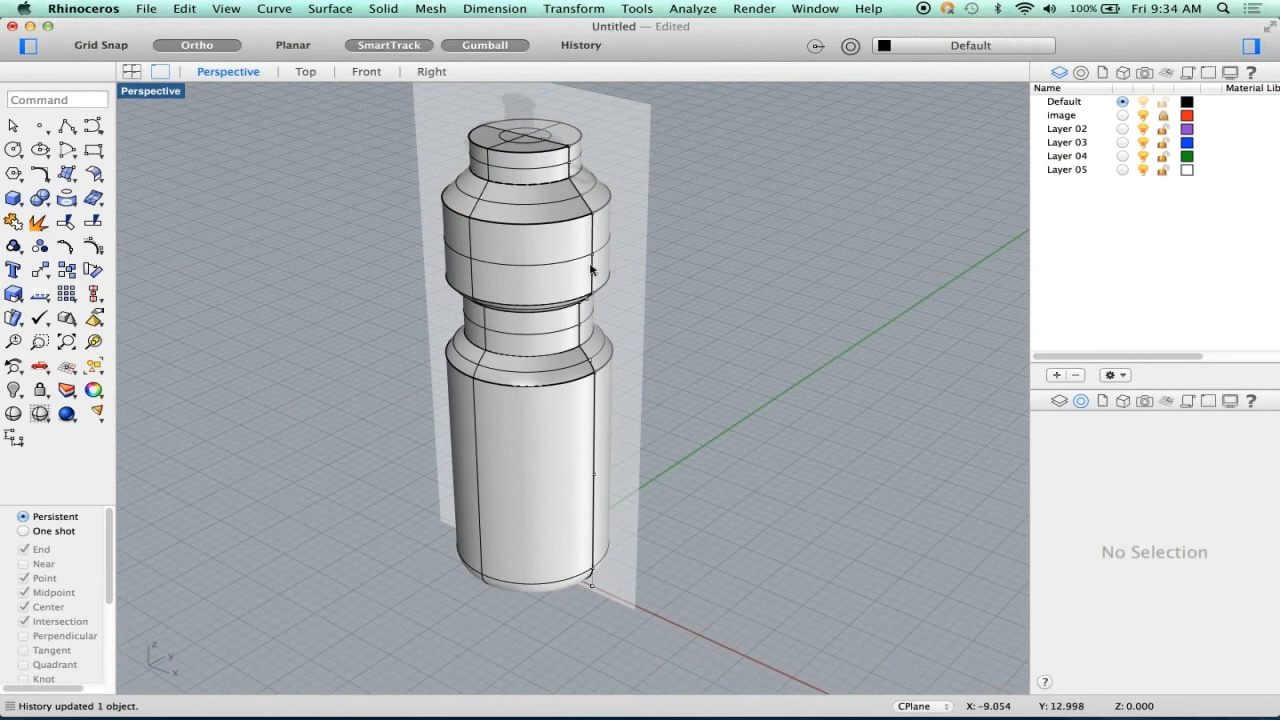 Rhinoceros File Edit View Curve Surface Solid Mesh Dimension Transform Tools Analyze Render Window Help 100% Fri 9:34 AM
Untitled — Edited
Grid Snap Ortho Planar SmartTrack Gumball History Default
Perspective Top Front Right
Perspective
Name Material Lib
Command
Default
image
Layer 02
Layer 03
Layer 04
Layer 05
No Selection
Persistent
One shot
End
Near
Point
Midpoint
Center
Intersection
Perpendicular
Tangent
Quadrant
Knot
z
y
x
History updated 1 object. CPlane X: -9.054 Y: 12.998 Z: 0.000